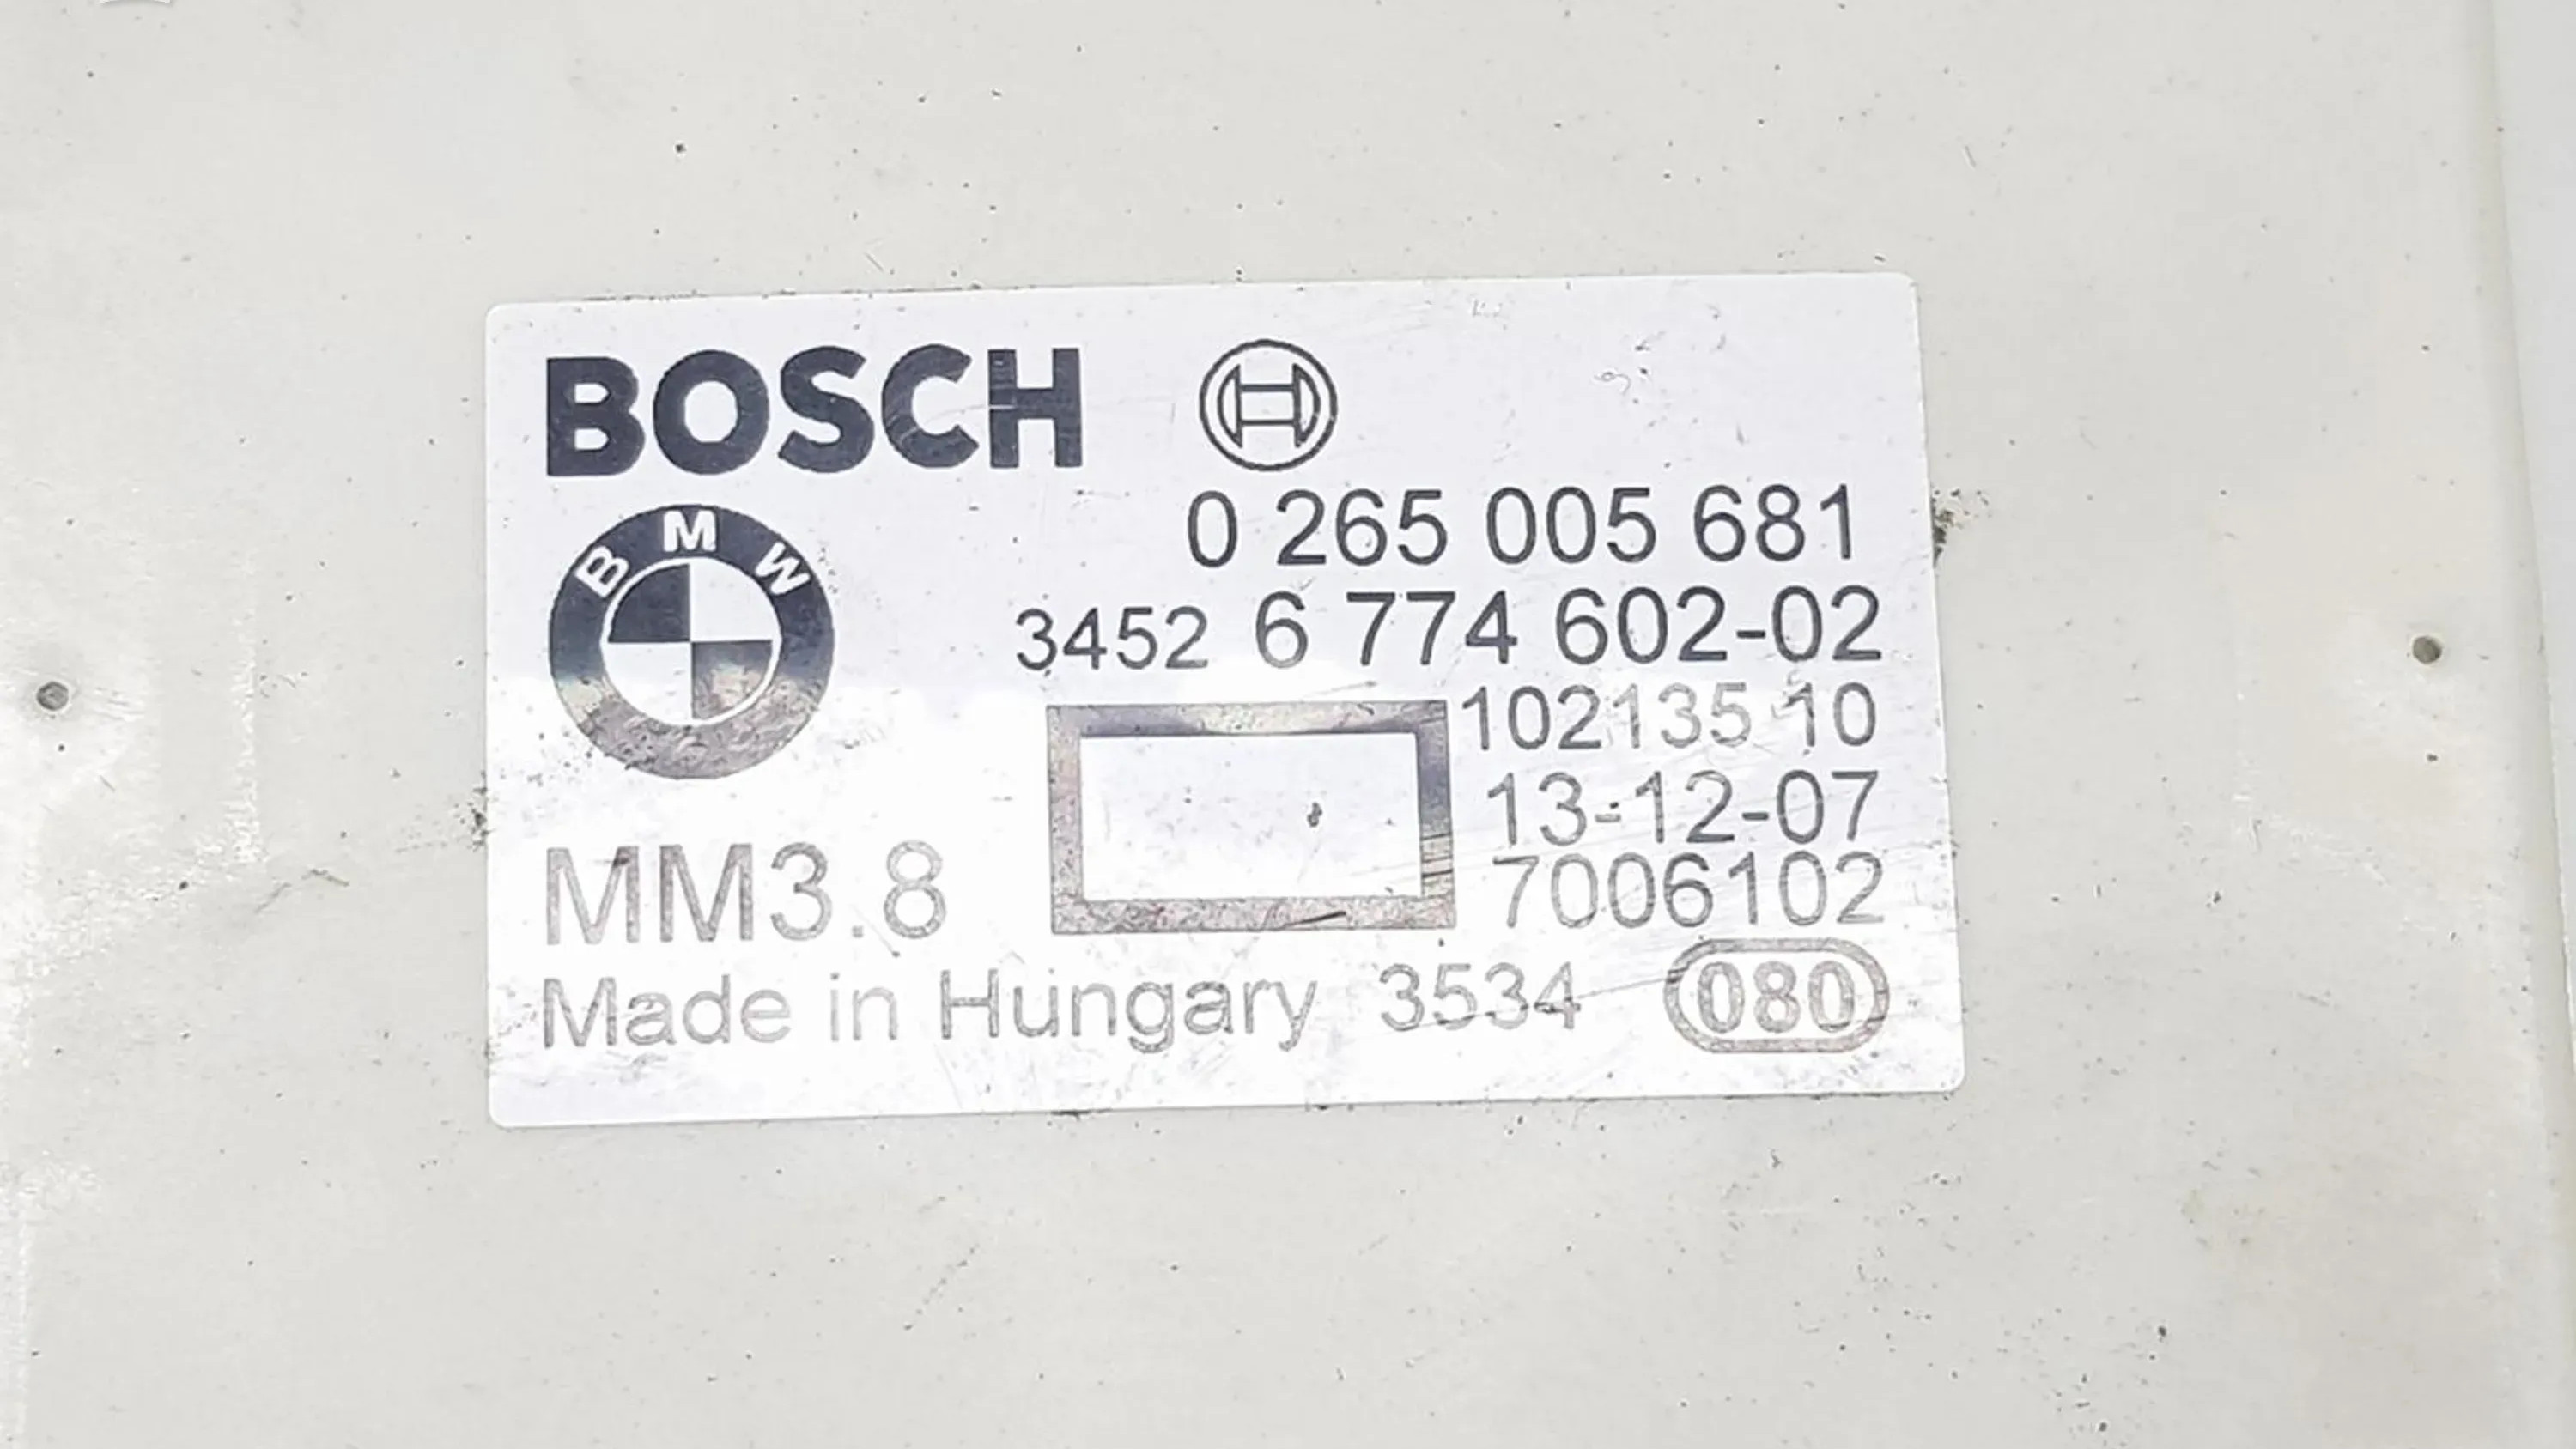 BOSCH
BMW
0 265 005 681
3452 6 774 602-02
102135 10
13-12-07
7006102
MM3.8
Made in Hungary 3534 080